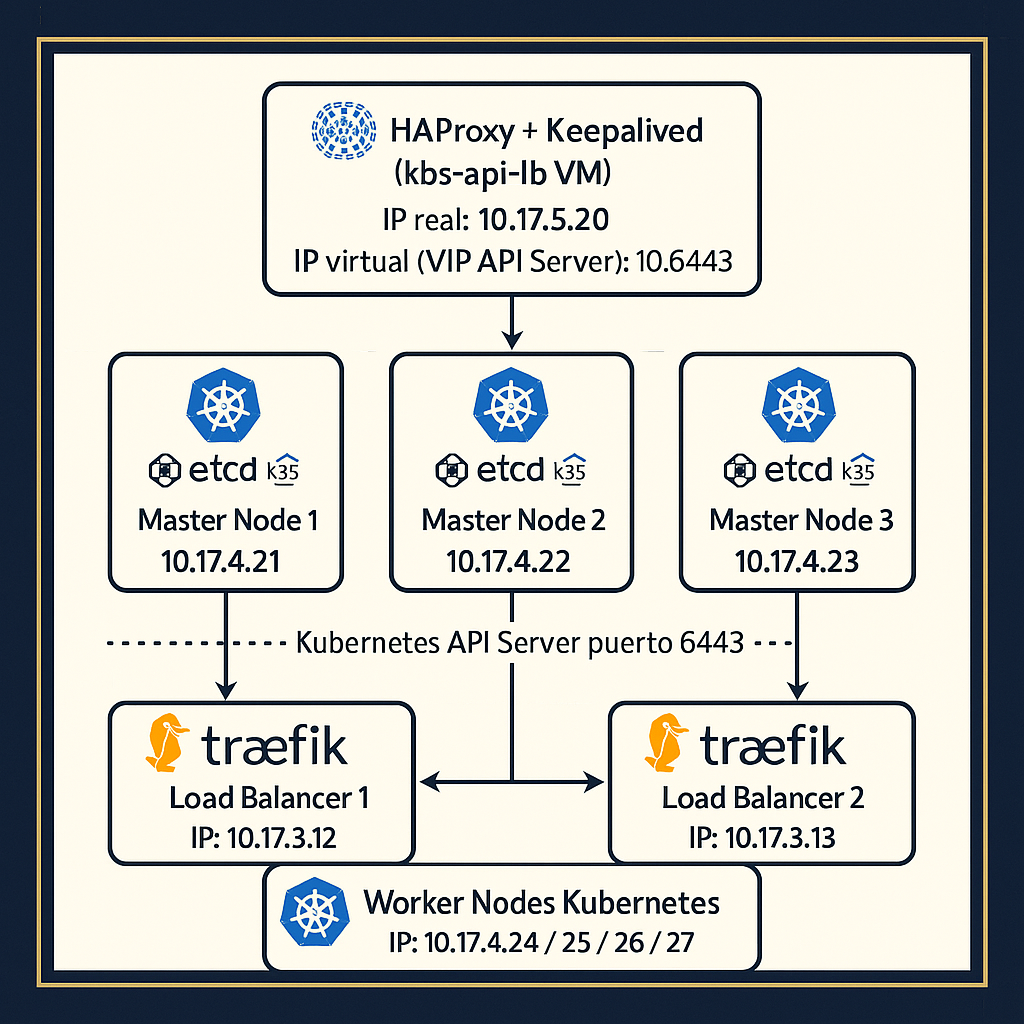 HAProxy + Keepalived
(kbs-api-lb VM)
IP real: 10.17.5.20
IP virtual (VIP API Server): 10.6443
etcd k35
Master Node 1
10.17.4.21
etcd k35
Master Node 2
10.17.4.22
etcd k35
Master Node 3
10.17.4.23
Kubernetes API Server puerto 6443
træfik
Load Balancer 1
IP: 10.17.3.12
træfik
Load Balancer 2
IP: 10.17.3.13
Worker Nodes Kubernetes
IP: 10.17.4.24 / 25 / 26 / 27